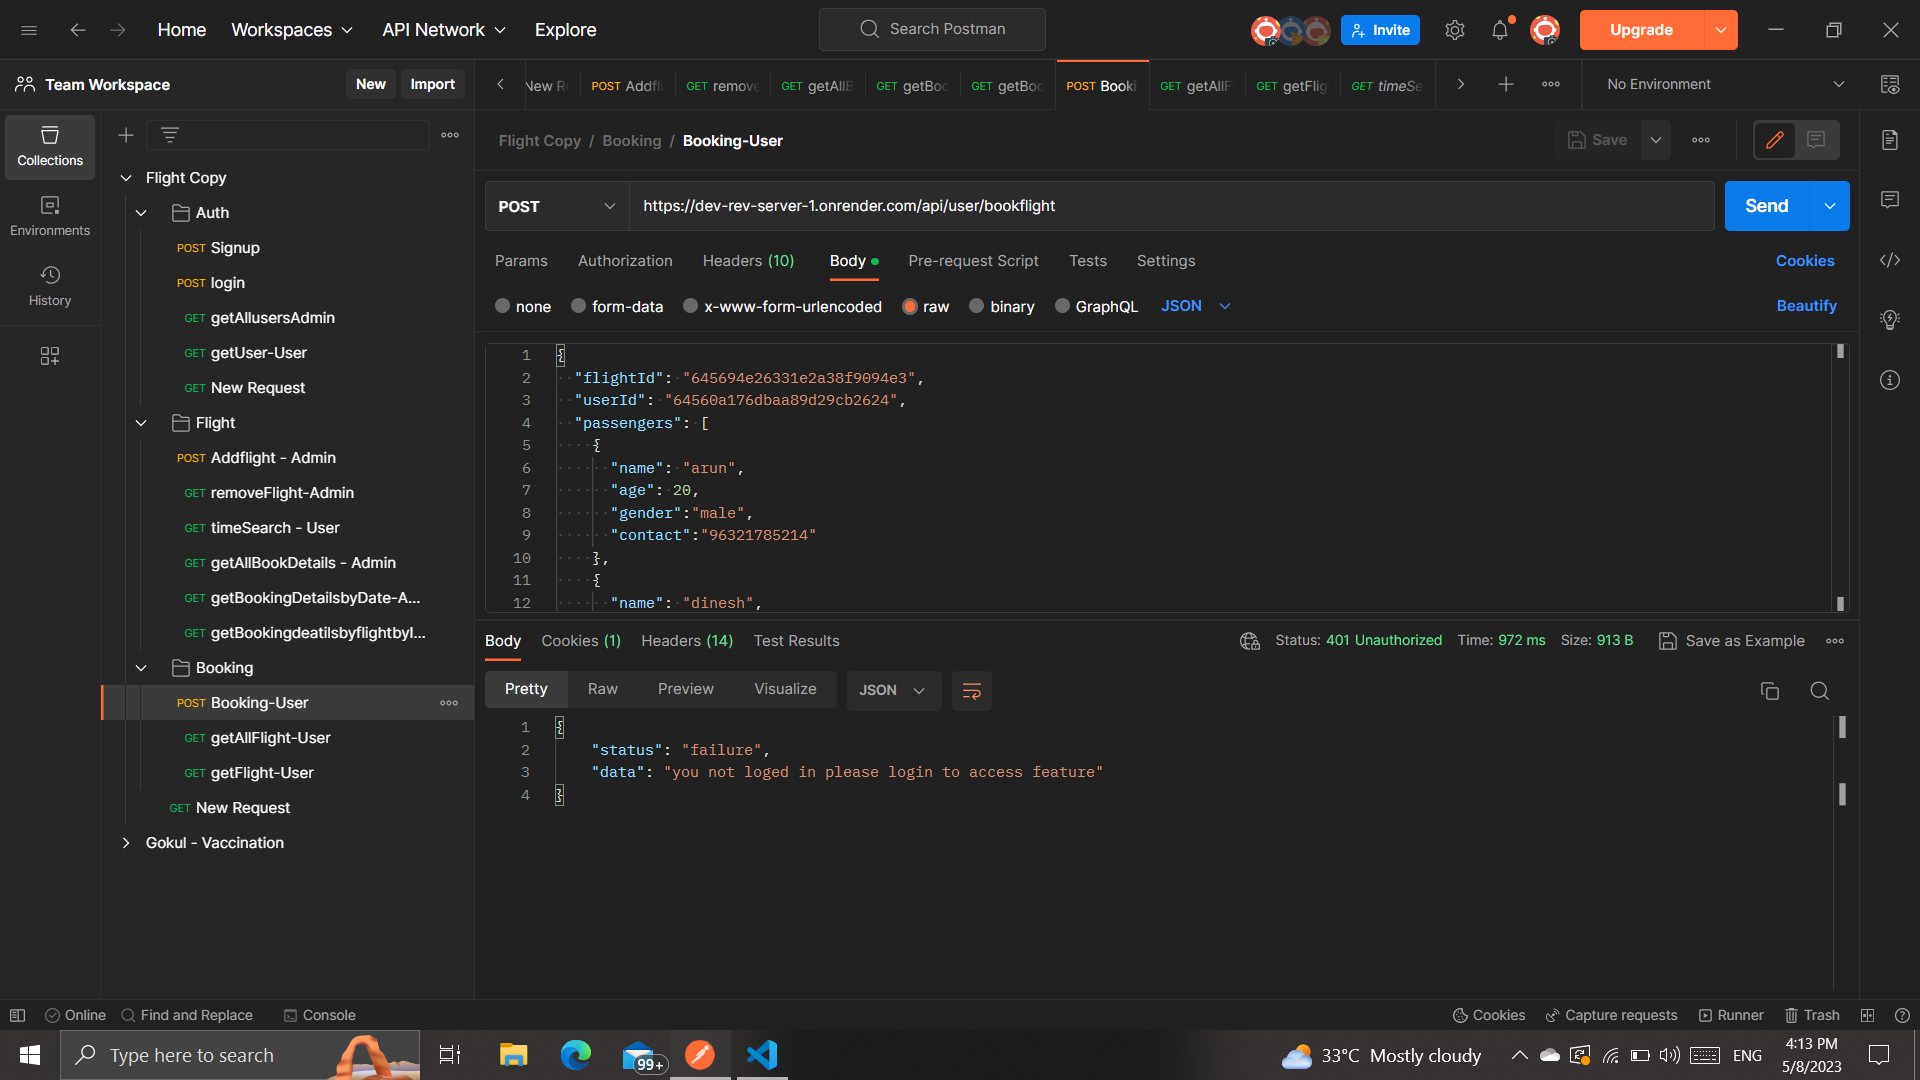 Home Workspaces API Network Explore Search Postman Invite Upgrade
Team Workspace New Import New Re POST Addfli GET remove GET getAllB GET getBoo GET getBoo POST Booki GET getAllF GET getFlig GET timeSe No Environment
Collections
Environments
History
Flight Copy
Auth
POST Signup
POST login
GET getAllusersAdmin
GET getUser-User
GET New Request
Flight
POST Addflight - Admin
GET removeFlight-Admin
GET timeSearch - User
GET getAllBookDetails - Admin
GET getBookingDetailsbyDate-A...
GET getBookingdeatilsbyflightbyI...
Booking
POST Booking-User
GET getAllFlight-User
GET getFlight-User
GET New Request
Gokul - Vaccination
Flight Copy / Booking / Booking-User Save
POST https://dev-rev-server-1.onrender.com/api/user/bookflight Send
Params Authorization Headers (10) Body Pre-request Script Tests Settings Cookies
none form-data x-www-form-urlencoded raw binary GraphQL JSON Beautify
1 {
2 "flightId": "645694e26331e2a38f9094e3",
3 "userId": "64560a176dbaa89d29cb2624",
4 "passengers": [
5 {
6 "name": "arun",
7 "age": 20,
8 "gender":"male",
9 "contact":"96321785214"
10 },
11 {
12 "name": "dinesh",
Body Cookies (1) Headers (14) Test Results Status: 401 Unauthorized Time: 972 ms Size: 913 B Save as Example
Pretty Raw Preview Visualize JSON
1 {
2 "status": "failure",
3 "data": "you not loged in please login to access feature"
4 }
Online Find and Replace Console Cookies Capture requests Runner Trash
Type here to search 99+ 33°C Mostly cloudy ENG 4:13 PM
5/8/2023